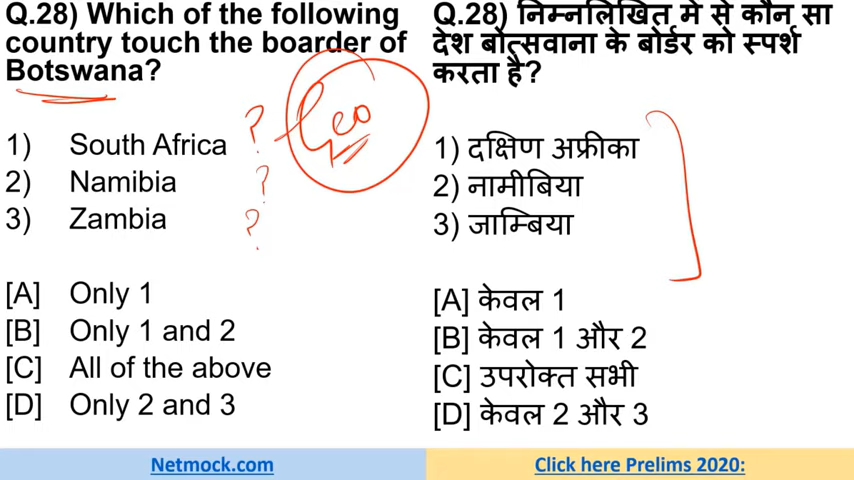 Q.28) Which of the following
country touch the boarder of
Botswana?
1) South Africa ?
2) Namibia ?
3) Zambia ?
Geo
[A] Only 1
[B] Only 1 and 2
[C] All of the above
[D] Only 2 and 3
Q.28) निम्नलिखित में से कौन सा
देश बोत्सवाना के बोर्डर को स्पर्श
करता है?
1) दक्षिण अफ्रीका
2) नामीबिया
3) जाम्बिया
[A] केवल 1
[B] केवल 1 और 2
[C] उपरोक्त सभी
[D] केवल 2 और 3
Netmock.com
Click here Prelims 2020: